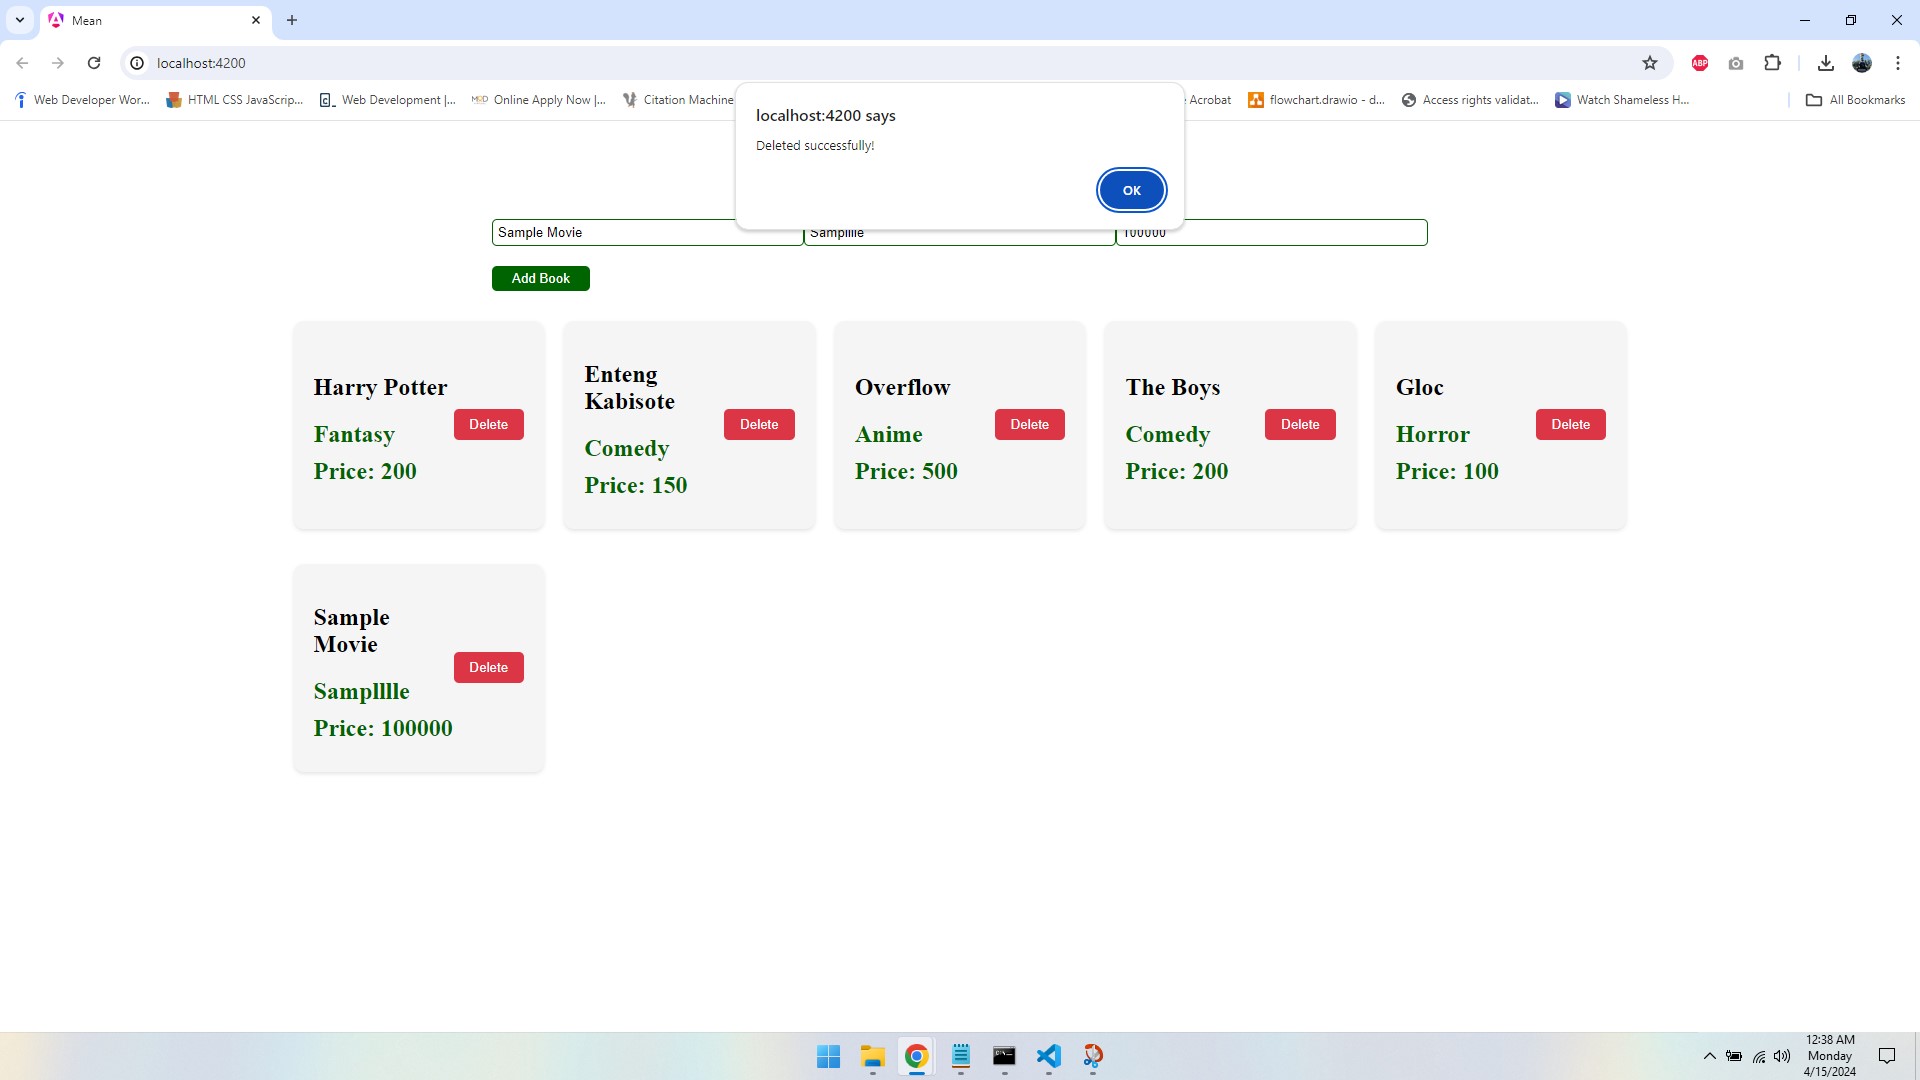 Mean
localhost:4200
ABP
Web Developer Wor...
HTML CSS JavaScrip...
Web Development |...
Online Apply Now |...
Citation Machine
Acrobat
flowchart.drawio - d...
Access rights validat...
Watch Shameless H...
All Bookmarks
localhost:4200 says
Deleted successfully!
OK
Sample Movie
100000
Add Book
Harry Potter
Fantasy
Price: 200
Delete
Enteng
Kabisote
Comedy
Price: 150
Delete
Overflow
Anime
Price: 500
Delete
The Boys
Comedy
Price: 200
Delete
Gloc
Horror
Price: 100
Delete
Sample
Movie
Samplllle
Price: 100000
Delete
12:38 AM
Monday
4/15/2024